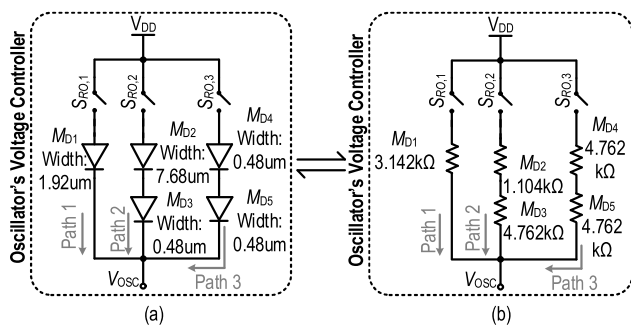 Oscillator's Voltage Controller
VDD
SRO,1
SRO,2
SRO,3
MD1
Width:
1.92um
MD2
Width:
7.68um
MD3
Width:
0.48um
MD4
Width:
0.48um
MD5
Width:
0.48um
Path 1
Path 2
Path 3
VOSC
(a)
Oscillator's Voltage Controller
VDD
SRO,1
SRO,2
SRO,3
MD1
3.142kΩ
MD2
1.104kΩ
MD3
4.762kΩ
MD4
4.762
kΩ
MD5
4.762
kΩ
Path 1
Path 2
Path 3
VOSC
(b)